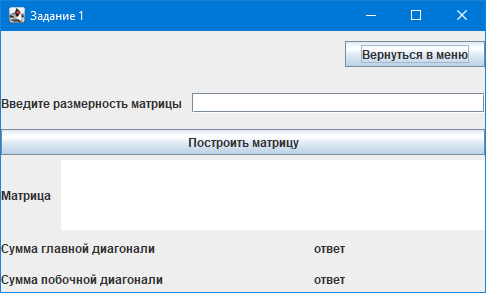 Задание 1
Вернуться в меню
Введите размерность матрицы
Построить матрицу
Матрица
Сумма главной диагонали ответ
Сумма побочной диагонали ответ